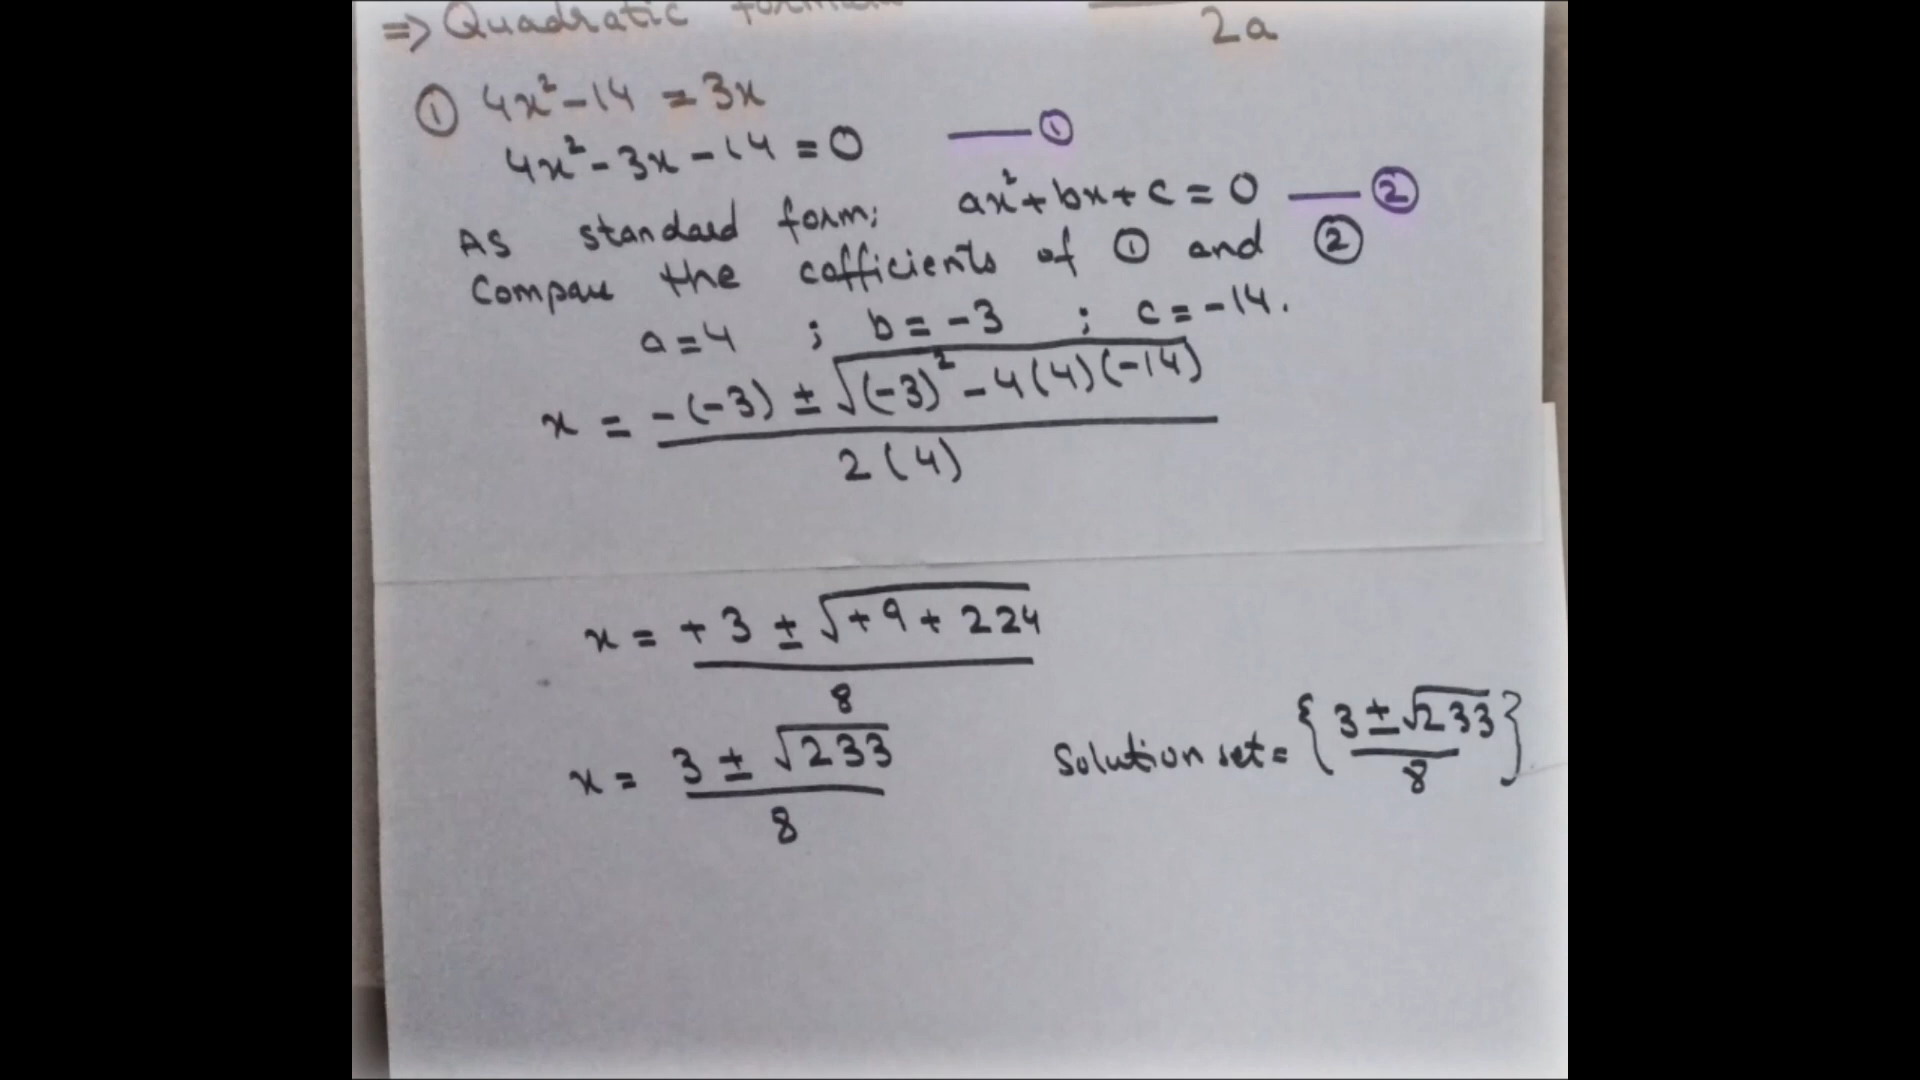 ⇒ Quadratic formula
2a
① 4x² - 14 = 3x
4x² - 3x - 14 = 0 —— ①
As standard form; ax² + bx + c = 0 —— ②
Compare the cofficients of ① and ②
a = 4 ; b = -3 ; c = -14.
x = -(-3) ± √(-3)² - 4(4)(-14)
2(4)
x = +3 ± √+9 + 224
8
x = 3 ± √233
8
Solution set = { 3 ± √233 / 8 }